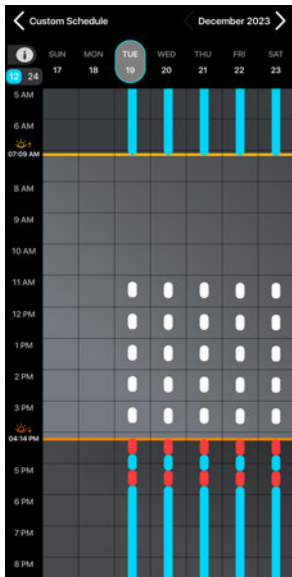 Custom Schedule December 2023
i SUN MON TUE WED THU FRI SAT
17 18 19 20 21 22 23
12 24
5 AM
6 AM
07:09 AM
8 AM
9 AM
10 AM
11 AM
12 PM
1 PM
2 PM
3 PM
04:14 PM
5 PM
6 PM
7 PM
8 PM